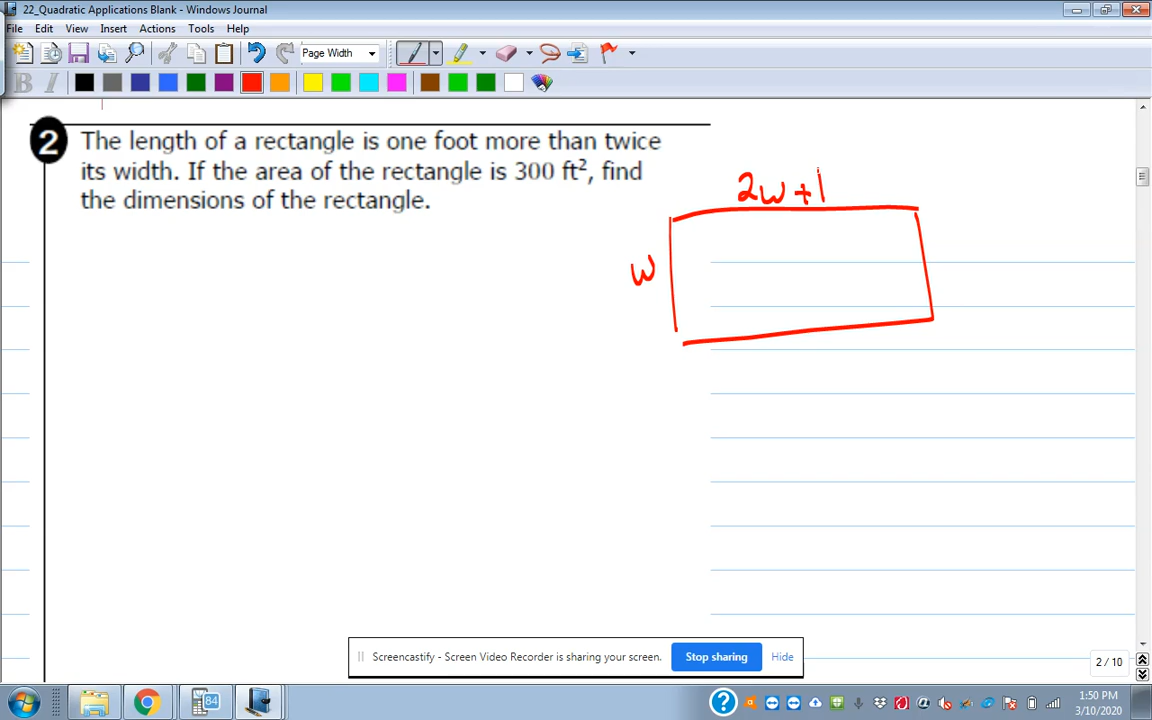 22_Quadratic Applications Blank - Windows Journal
File Edit View Insert Actions Tools Help
Page Width
B I
2 The length of a rectangle is one foot more than twice
its width. If the area of the rectangle is 300 ft², find
the dimensions of the rectangle.
2w+1
w
Screencastify - Screen Video Recorder is sharing your screen. Stop sharing Hide
2 / 10
84
1:50 PM
3/10/2020